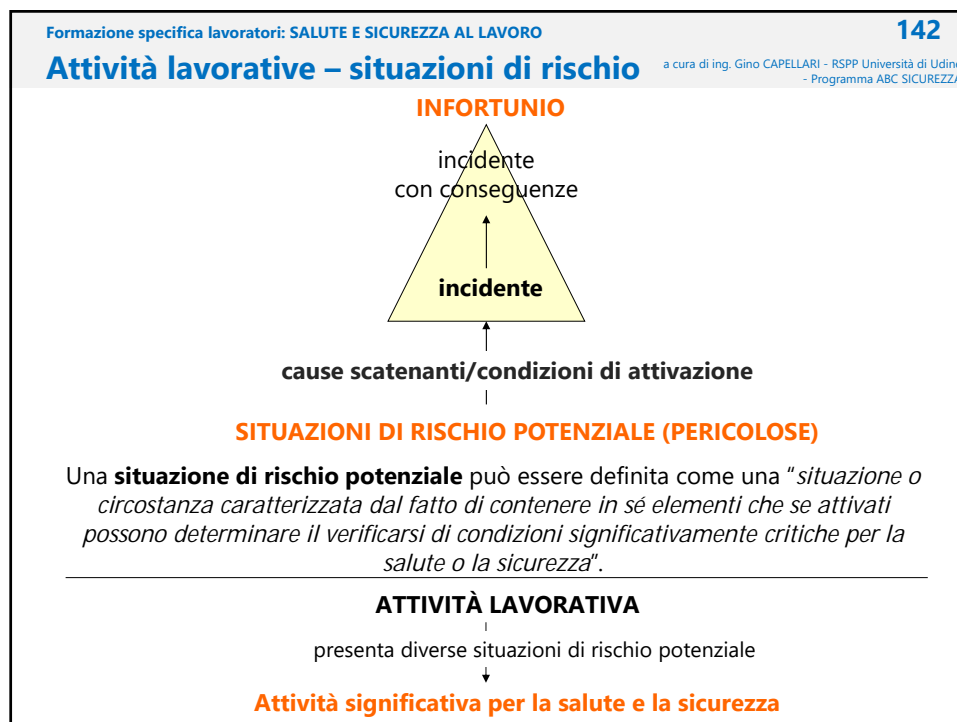 Formazione specifica lavoratori: SALUTE E SICUREZZA AL LAVORO
142
Attività lavorative – situazioni di rischio
a cura di ing. Gino CAPELLARI - RSPP Università di Udine
- Programma ABC SICUREZZA
INFORTUNIO
incidente
con conseguenze
incidente
cause scatenanti/condizioni di attivazione
SITUAZIONI DI RISCHIO POTENZIALE (PERICOLOSE)
Una situazione di rischio potenziale può essere definita come una “situazione o
circostanza caratterizzata dal fatto di contenere in sé elementi che se attivati
possono determinare il verificarsi di condizioni significativamente critiche per la
salute o la sicurezza”.
ATTIVITÀ LAVORATIVA
presenta diverse situazioni di rischio potenziale
Attività significativa per la salute e la sicurezza